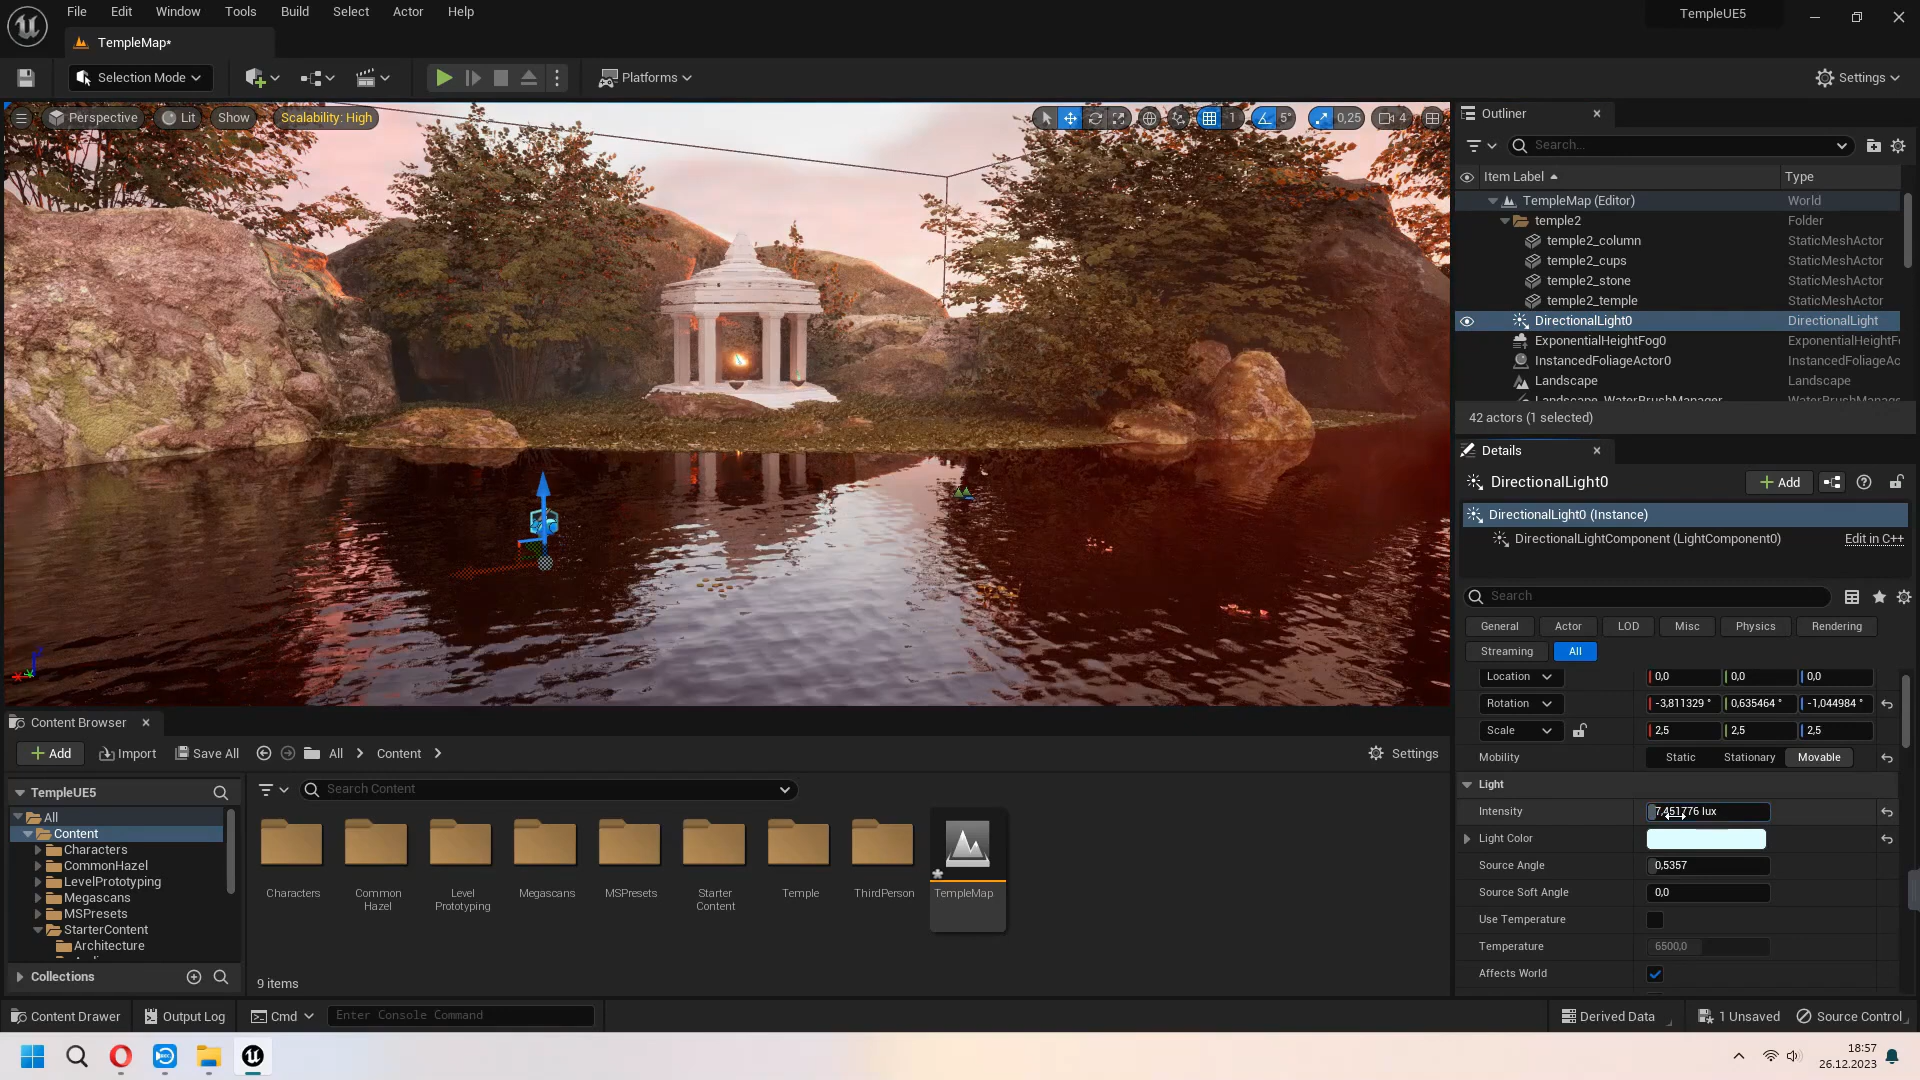 File Edit Window Tools Build Select Actor Help
TempleUE5
TempleMap*
Selection Mode
Platforms
Settings
Perspective Lit Show Scalability: High
1 5° 0,25 4
Outliner
Search...
Item Label Type
TempleMap (Editor) World
temple2 Folder
temple2_column StaticMeshActor
temple2_cups StaticMeshActor
temple2_stone StaticMeshActor
temple2_temple StaticMeshActor
DirectionalLight0 DirectionalLight
ExponentialHeightFog0 ExponentialHeightF
InstancedFoliageActor0 InstancedFoliageAc
Landscape Landscape
Landscape_WaterBrushManager WaterBrushManage
42 actors (1 selected)
Details
DirectionalLight0
Add
DirectionalLight0 (Instance)
DirectionalLightComponent (LightComponent0) Edit in C++
Search
General Actor LOD Misc Physics Rendering
Streaming All
Location 0,0 0,0 0,0
Rotation -3,811329 ° 0,635464 ° -1,044984 °
Scale 2,5 2,5 2,5
Mobility Static Stationary Movable
Light
Intensity 7,451776 lux
Light Color
Source Angle 0,5357
Source Soft Angle 0,0
Use Temperature
Temperature 6500,0
Affects World
Content Browser
Add Import Save All All Content Settings
TempleUE5
All
Content
Characters
CommonHazel
LevelPrototyping
Megascans
MSPresets
StarterContent
Architecture
Collections
Search Content
Characters
Common
Hazel
Level
Prototyping
Megascans
MSPresets
Starter
Content
Temple
ThirdPerson
TempleMap
9 items
Content Drawer Output Log Cmd Enter Console Command Derived Data 1 Unsaved Source Control
18:57
26.12.2023